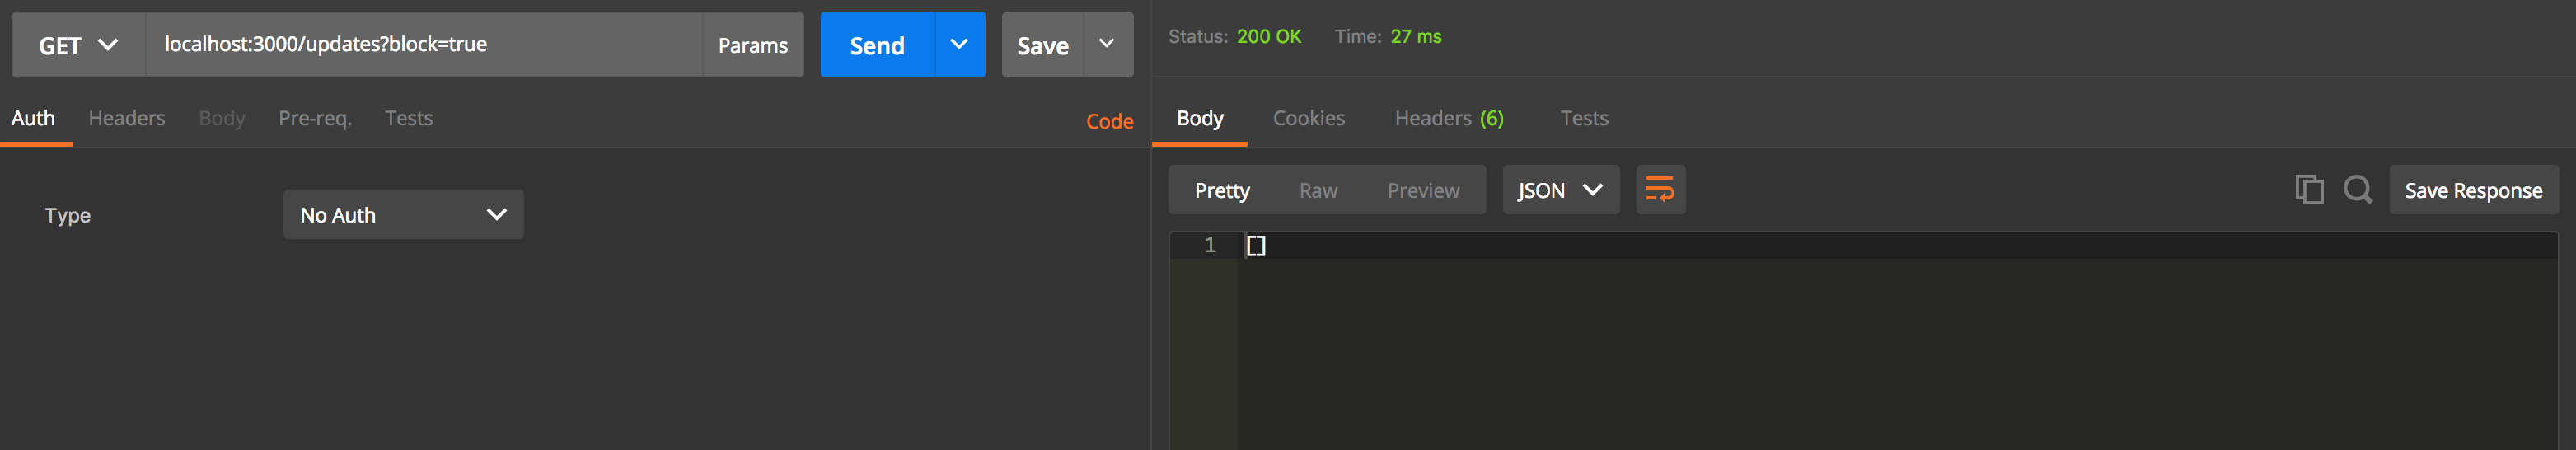 GET localhost:3000/updates?block=true Params Send Save
Auth Headers Body Pre-req. Tests Code
Type No Auth
Status: 200 OK Time: 27 ms
Body Cookies Headers (6) Tests
Pretty Raw Preview JSON Save Response
1 []